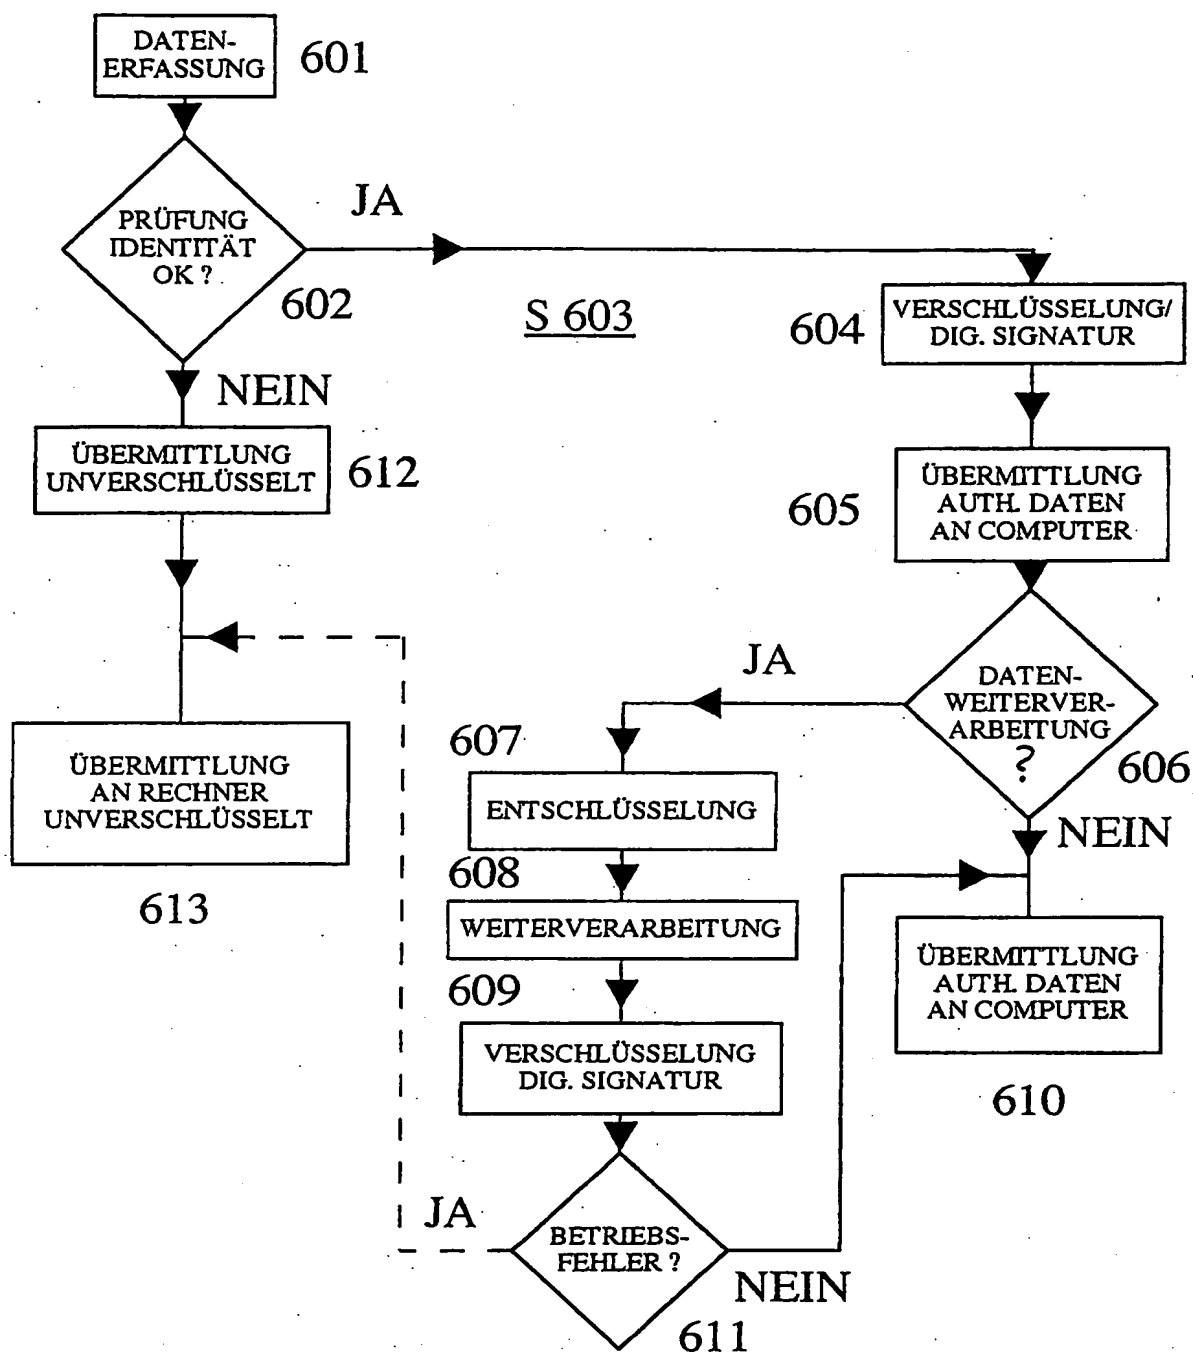 DATEN-
ERFASSUNG
601
PRÜFUNG
IDENTITÄT
OK ?
602
JA
S 603
604
VERSCHLÜSSELUNG/
DIG. SIGNATUR
NEIN
ÜBERMITTLUNG
UNVERSCHLÜSSELT
612
605
ÜBERMITTLUNG
AUTH. DATEN
AN COMPUTER
JA
DATEN-
WEITERVER-
ARBEITUNG
?
606
607
ENTSCHLÜSSELUNG
ÜBERMITTLUNG
AN RECHNER
UNVERSCHLÜSSELT
613
NEIN
608
WEITERVERARBEITUNG
609
VERSCHLÜSSELUNG
DIG. SIGNATUR
ÜBERMITTLUNG
AUTH. DATEN
AN COMPUTER
610
JA
BETRIEBS-
FEHLER ?
NEIN
611